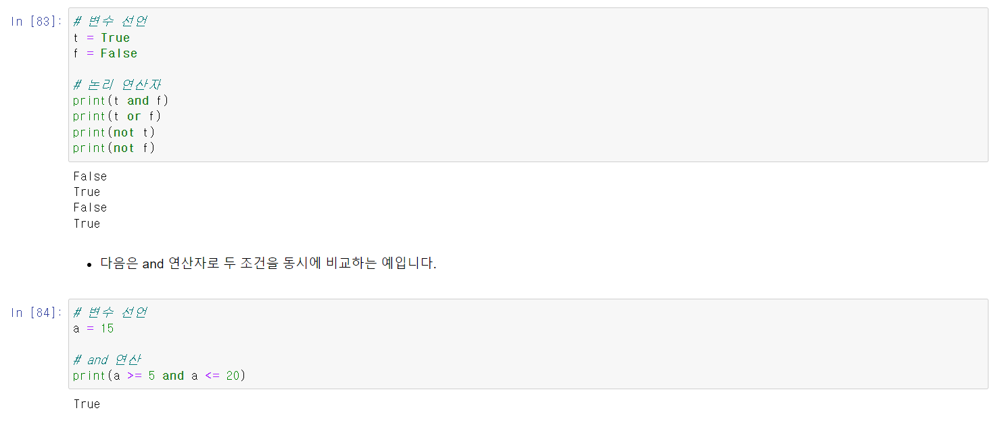 In [83]: # 변수 선언
t = True
f = False
# 논리 연산자
print(t and f)
print(t or f)
print(not t)
print(not f)
False
True
False
True
• 다음은 and 연산자로 두 조건을 동시에 비교하는 예입니다.
In [84]: # 변수 선언
a = 15
# and 연산
print(a >= 5 and a <= 20)
True